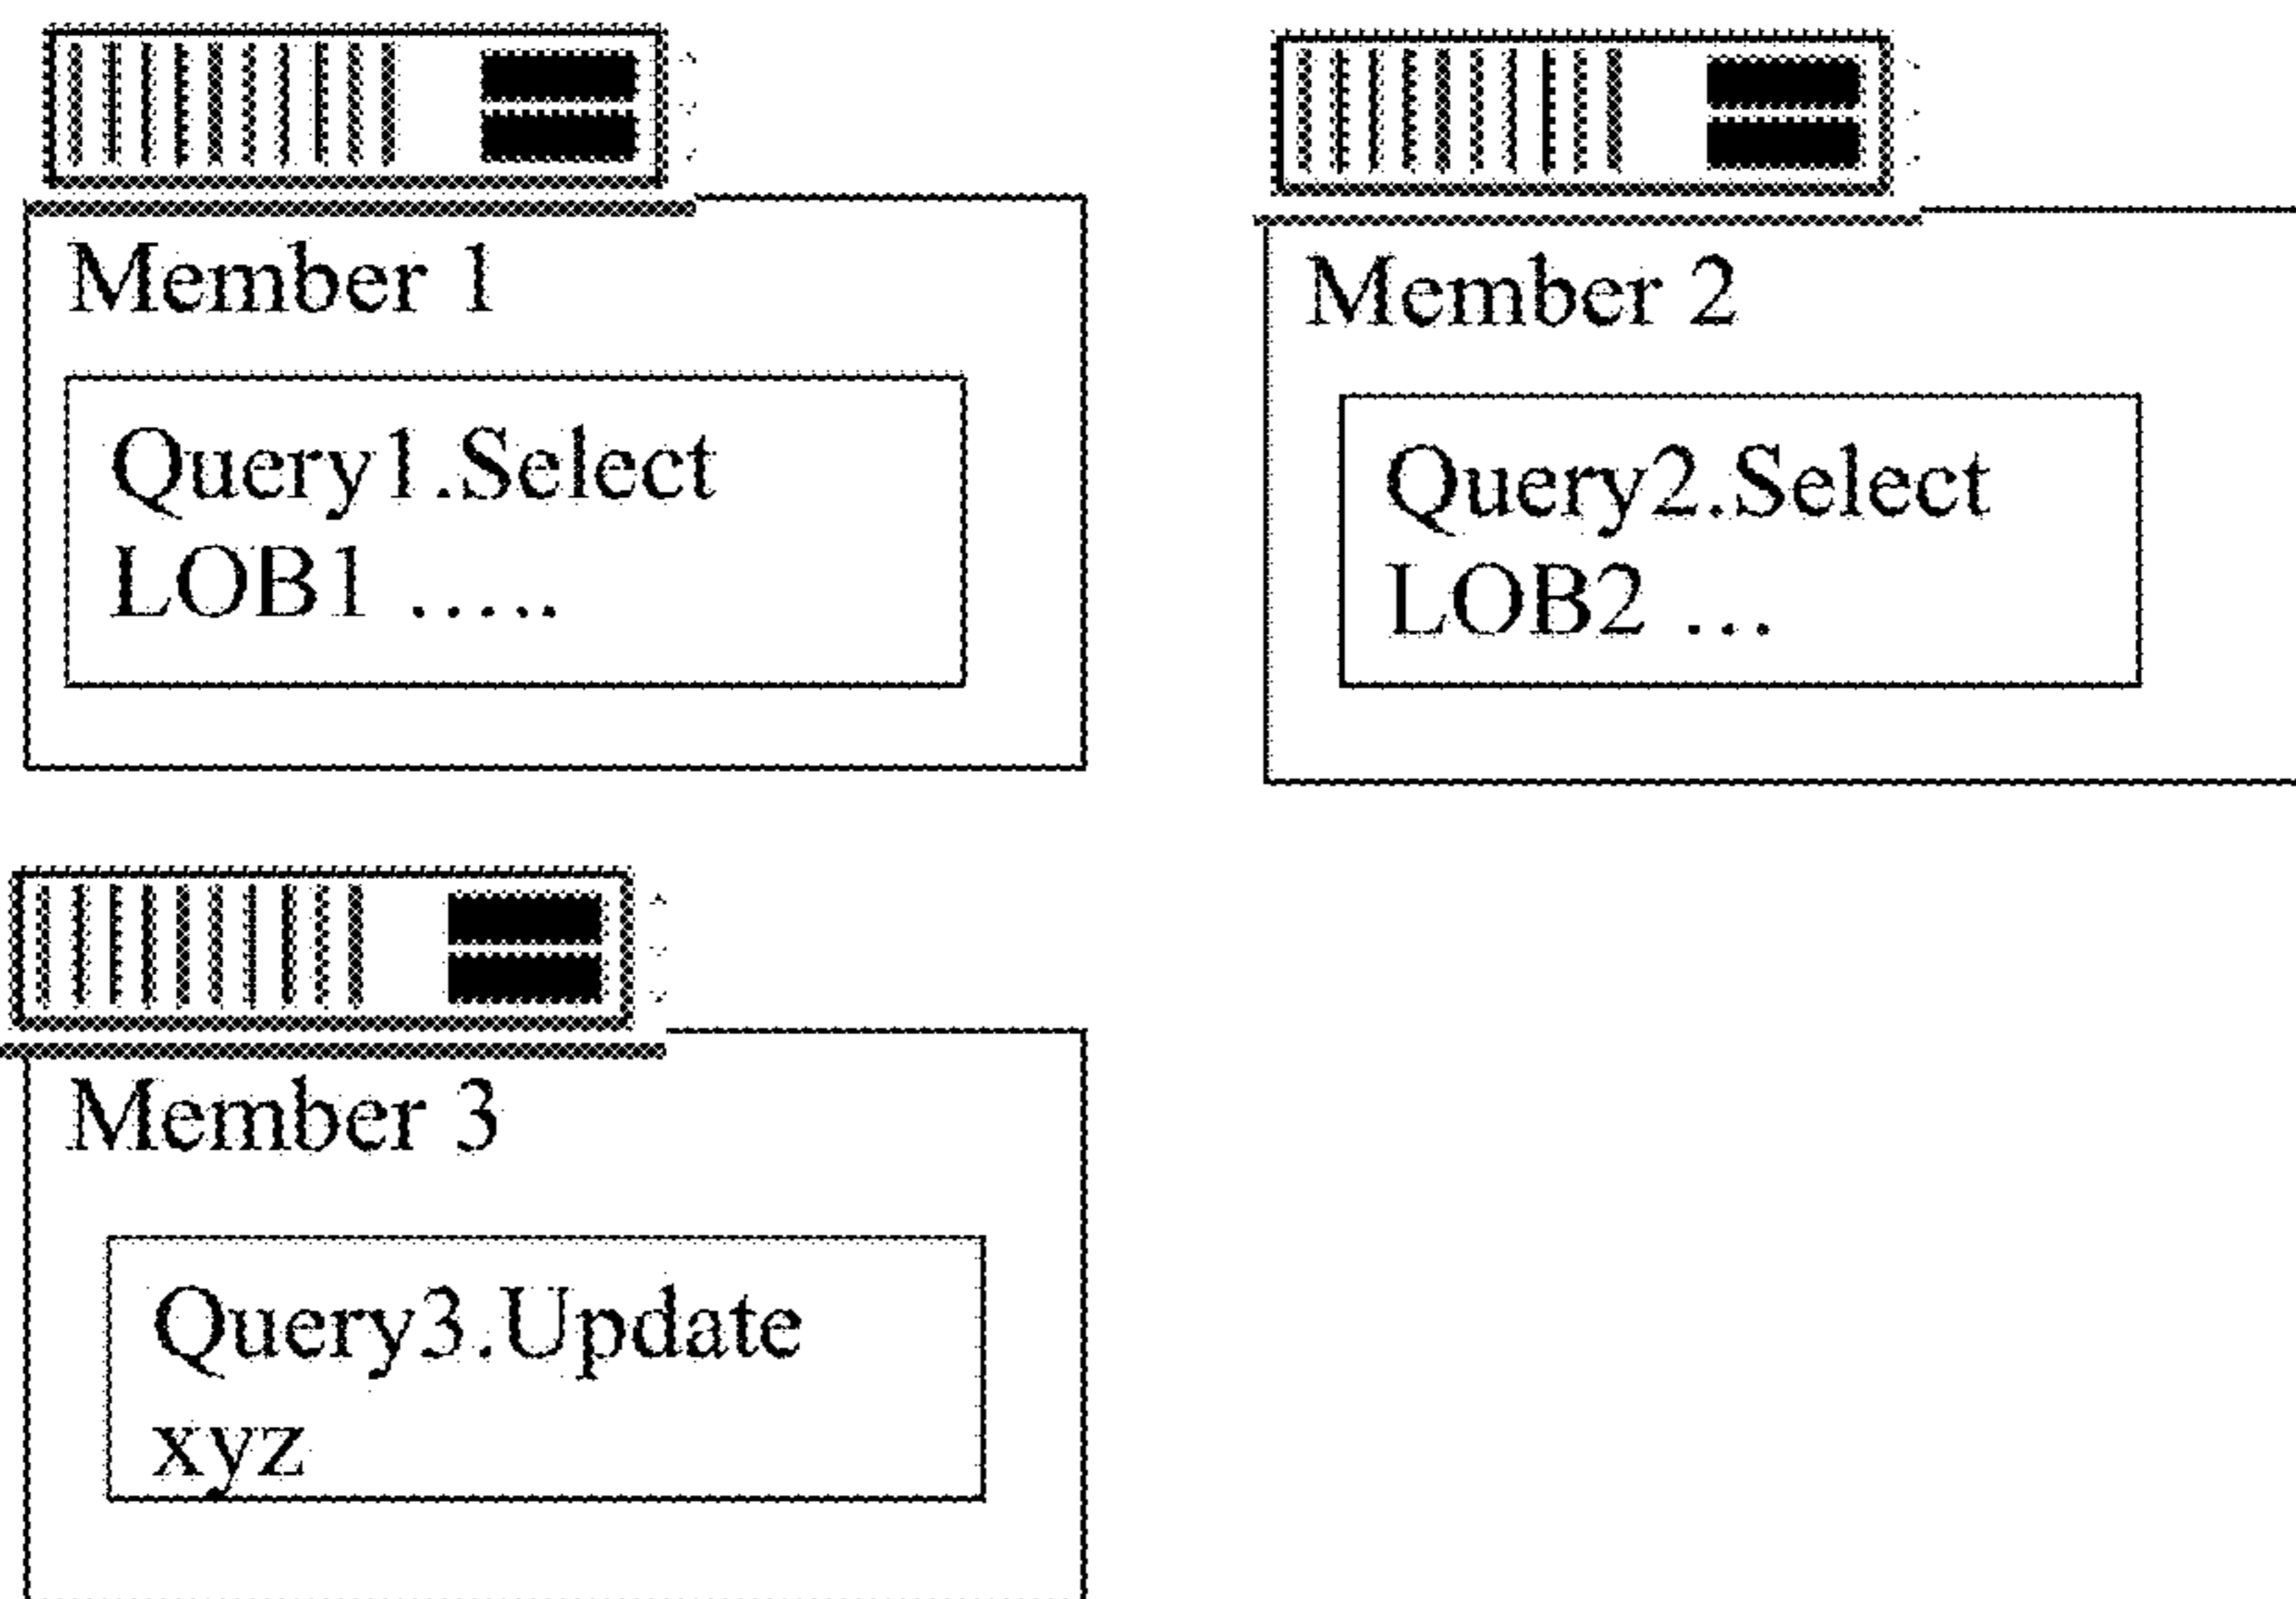 Member 1
Query1.Select
LOB1 .....
Member 2
Query2.Select
LOB2 ...
Member 3
Query3.Update
xyz